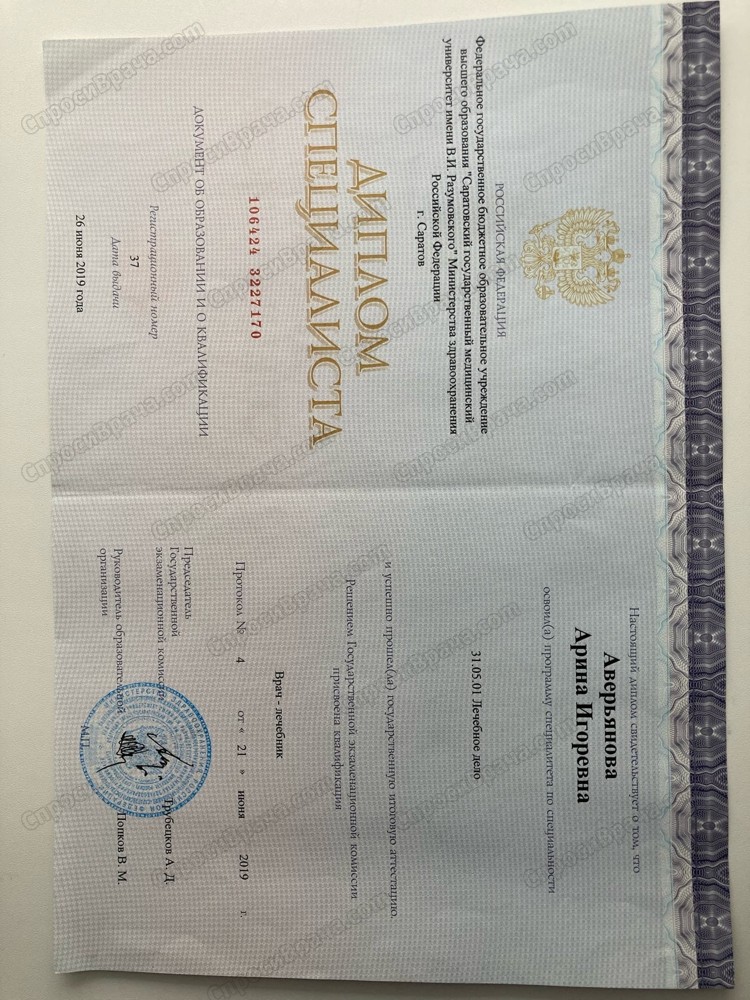 РОССИЙСКАЯ ФЕДЕРАЦИЯ
Федеральное государственное бюджетное образовательное учреждение
высшего образования "Саратовский государственный медицинский
университет имени В.И. Разумовского" Министерства здравоохранения
Российской Федерации
г. Саратов
ДИПЛОМ
СПЕЦИАЛИСТА
106424 3227170
ДОКУМЕНТ ОБ ОБРАЗОВАНИИ И О КВАЛИФИКАЦИИ
Регистрационный номер
37
Дата выдачи
26 июня 2019 года
Настоящий диплом свидетельствует о том, что
Аверьянова
Арина Игоревна
освоил(а) программу специалитета по специальности
31.05.01 Лечебное дело
и успешно прошел(ла) государственную итоговую аттестацию.
Решением Государственной экзаменационной комиссии
присвоена квалификация
Врач - лечебник
Протокол № 4 от « 21 » июня 2019 г.
Председатель
Государственной
экзаменационной комиссии
Трубецков А. Д.
Руководитель образовательной
организации
Попков В. М.
М.П.
СпросиВрача.com